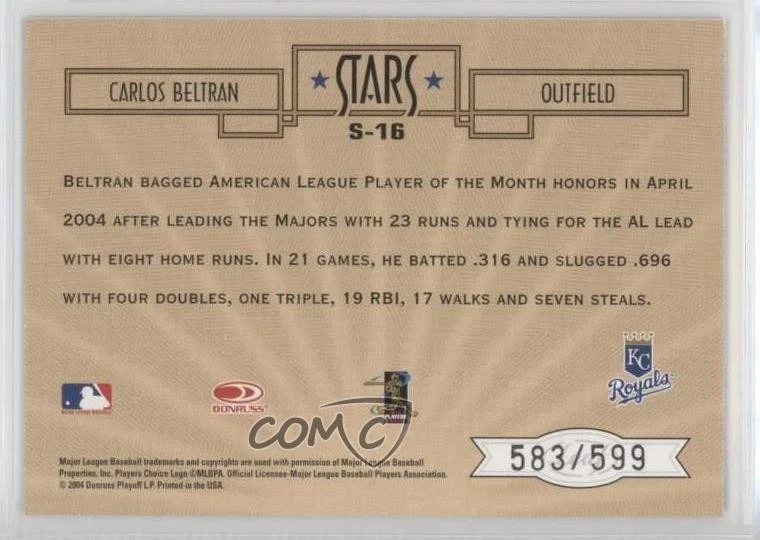 CARLOS BELTRAN
STARS
OUTFIELD
S-16
BELTRAN BAGGED AMERICAN LEAGUE PLAYER OF THE MONTH HONORS IN APRIL
2004 AFTER LEADING THE MAJORS WITH 23 RUNS AND TYING FOR THE AL LEAD
WITH EIGHT HOME RUNS. IN 21 GAMES, HE BATTED .316 AND SLUGGED .696
WITH FOUR DOUBLES, ONE TRIPLE, 19 RBI, 17 WALKS AND SEVEN STEALS.
KC
Royals
DONRUSS
COMC
583/599
Major League Baseball trademarks and copyrights are used with permission of Major League Baseball
Properties, Inc. Players Choice Logo ©MLBPA. Official Licensee-Major League Baseball Players Association.
© 2004 Donruss Playoff L.P. Printed in the USA.